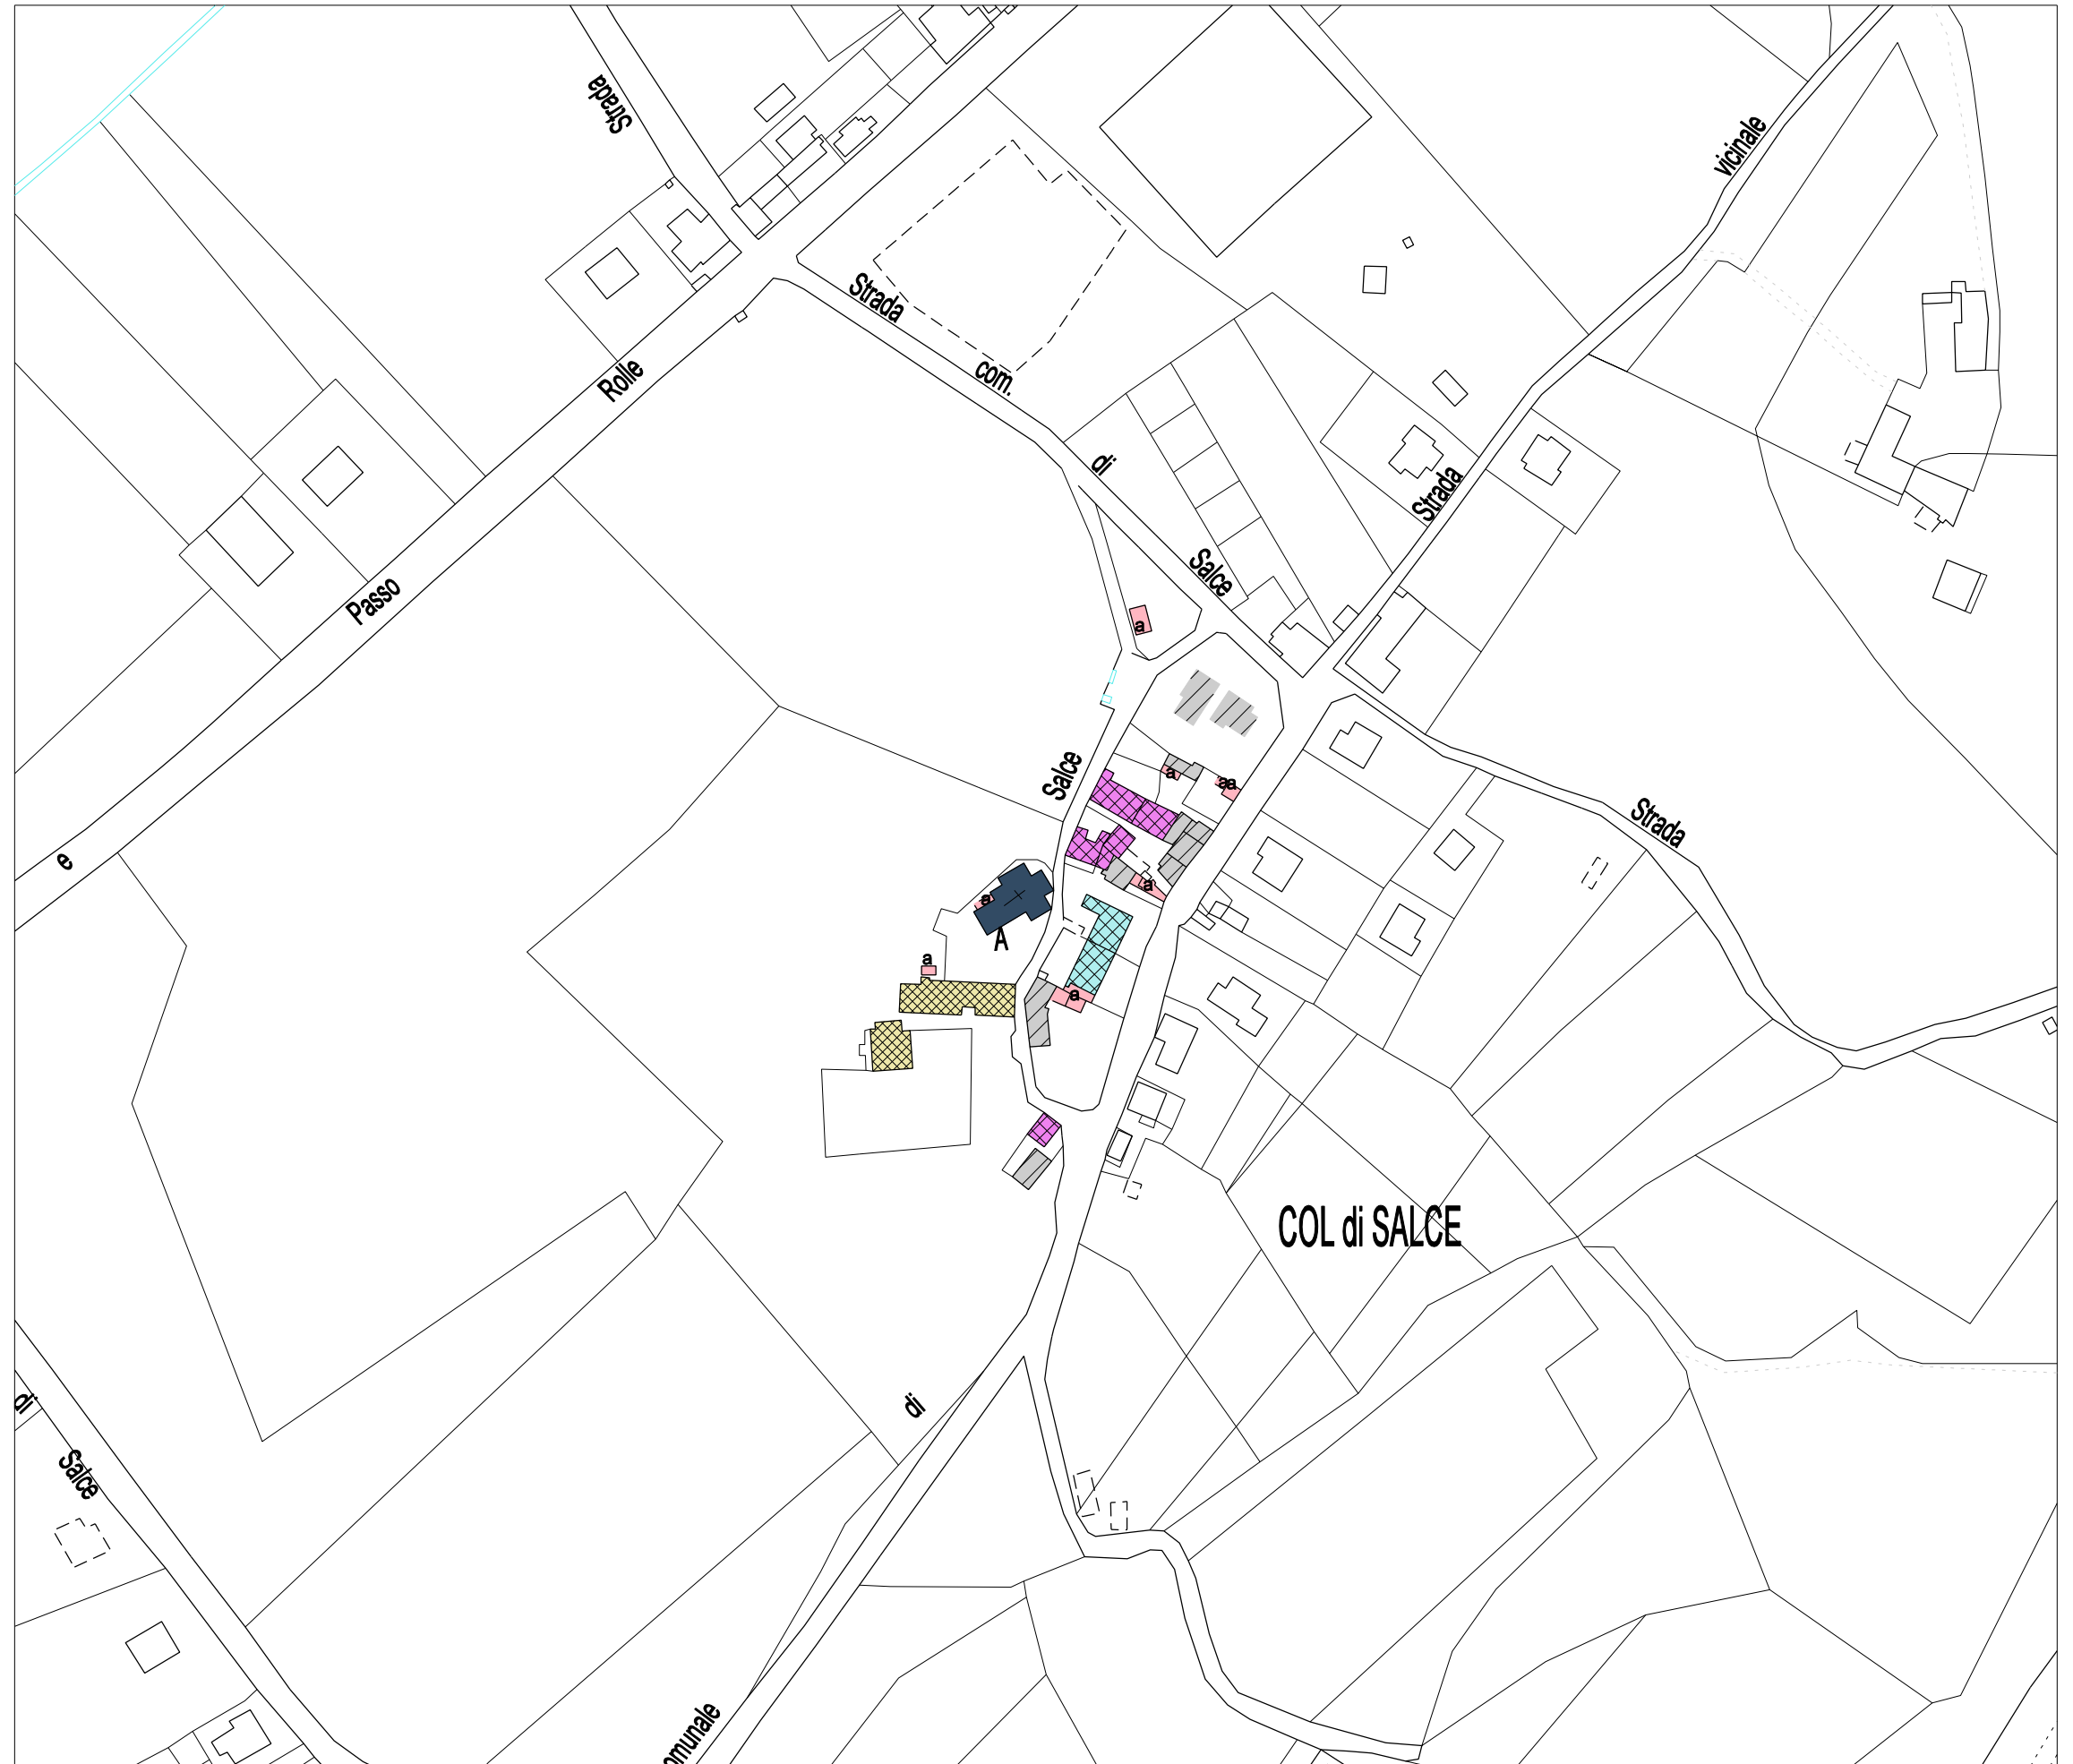 Strada
vicinale
Strada
com.
Rolle
di
Strada
Salce
Passo
a
Salce
a
aa
Strada
e
a
a
A
a
a
COL di SALCE
di
di
Salce
omunale